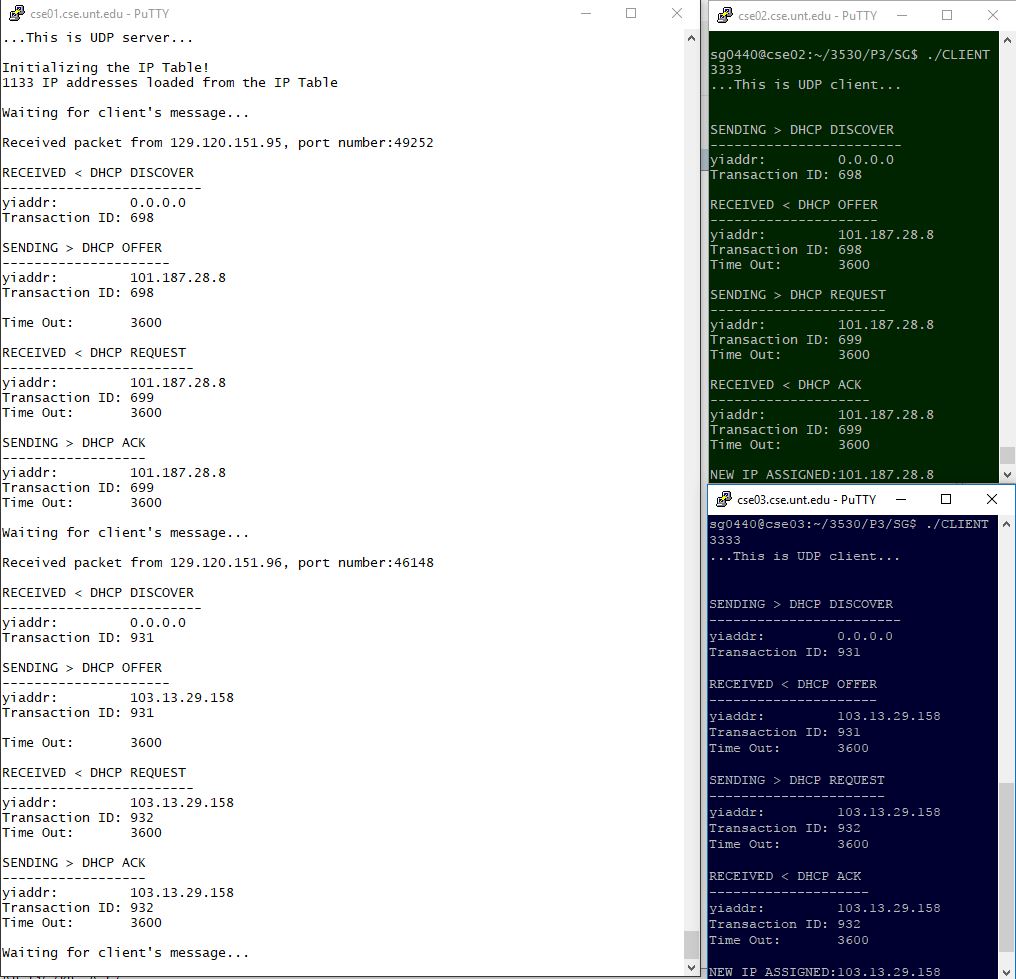 cse01.cse.unt.edu - PuTTY
...This is UDP server...
Initializing the IP Table!
1133 IP addresses loaded from the IP Table
Waiting for client's message...
Received packet from 129.120.151.95, port number:49252
RECEIVED < DHCP DISCOVER
-------------------------
yiaddr: 0.0.0.0
Transaction ID: 698
SENDING > DHCP OFFER
---------------------
yiaddr: 101.187.28.8
Transaction ID: 698
Time Out: 3600
RECEIVED < DHCP REQUEST
------------------------
yiaddr: 101.187.28.8
Transaction ID: 699
Time Out: 3600
SENDING > DHCP ACK
------------------
yiaddr: 101.187.28.8
Transaction ID: 699
Time Out: 3600
Waiting for client's message...
Received packet from 129.120.151.96, port number:46148
RECEIVED < DHCP DISCOVER
-------------------------
yiaddr: 0.0.0.0
Transaction ID: 931
SENDING > DHCP OFFER
---------------------
yiaddr: 103.13.29.158
Transaction ID: 931
Time Out: 3600
RECEIVED < DHCP REQUEST
------------------------
yiaddr: 103.13.29.158
Transaction ID: 932
Time Out: 3600
SENDING > DHCP ACK
------------------
yiaddr: 103.13.29.158
Transaction ID: 932
Time Out: 3600
Waiting for client's message...
cse02.cse.unt.edu - PuTTY
sg0440@cse02:~/3530/P3/SG$ ./CLIENT
3333
...This is UDP client...
SENDING > DHCP DISCOVER
------------------------
yiaddr: 0.0.0.0
Transaction ID: 698
RECEIVED < DHCP OFFER
---------------------
yiaddr: 101.187.28.8
Transaction ID: 698
Time Out: 3600
SENDING > DHCP REQUEST
----------------------
yiaddr: 101.187.28.8
Transaction ID: 699
Time Out: 3600
RECEIVED < DHCP ACK
--------------------
yiaddr: 101.187.28.8
Transaction ID: 699
Time Out: 3600
NEW IP ASSIGNED:101.187.28.8
cse03.cse.unt.edu - PuTTY
sg0440@cse03:~/3530/P3/SG$ ./CLIENT
3333
...This is UDP client...
SENDING > DHCP DISCOVER
------------------------
yiaddr: 0.0.0.0
Transaction ID: 931
RECEIVED < DHCP OFFER
---------------------
yiaddr: 103.13.29.158
Transaction ID: 931
Time Out: 3600
SENDING > DHCP REQUEST
----------------------
yiaddr: 103.13.29.158
Transaction ID: 932
Time Out: 3600
RECEIVED < DHCP ACK
--------------------
yiaddr: 103.13.29.158
Transaction ID: 932
Time Out: 3600
NEW IP ASSIGNED:103.13.29.158